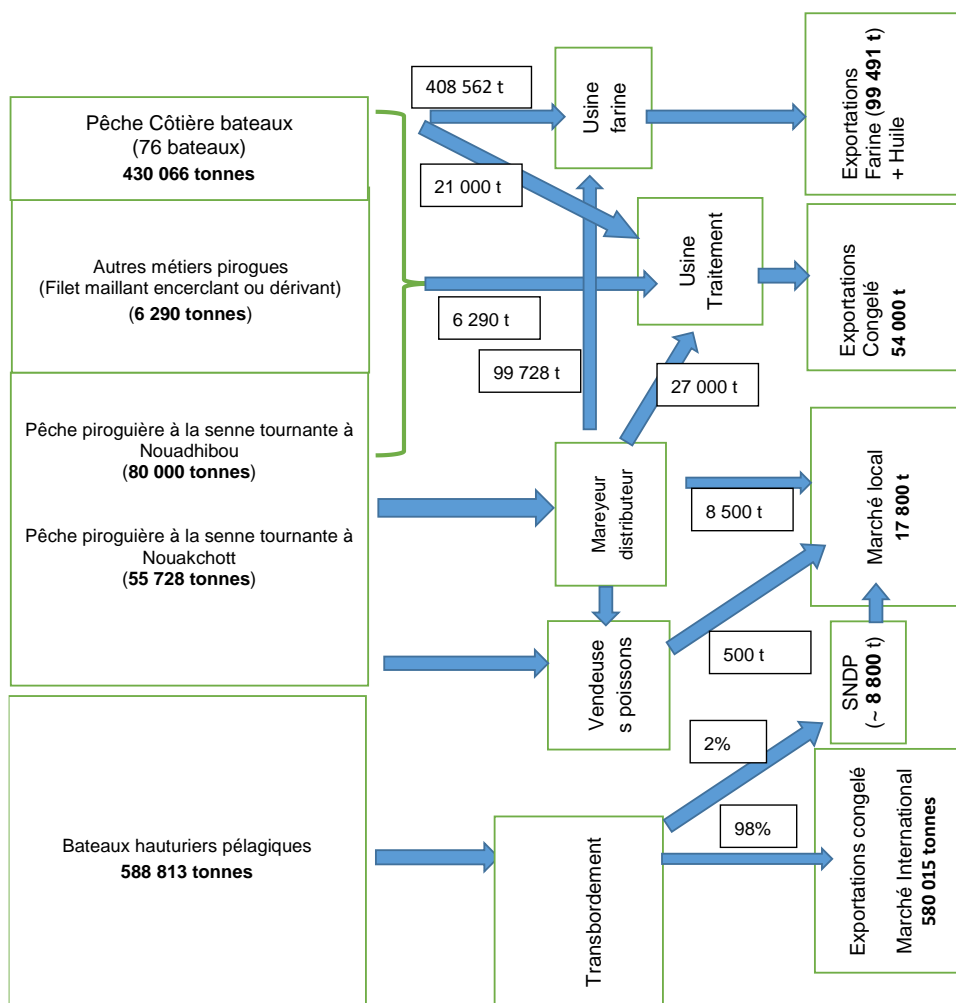 Pêche Côtière bateaux
(76 bateaux)
430 066 tonnes
Autres métiers pirogues
(Filet maillant encerclant ou dérivant)
(6 290 tonnes)
Pêche piroguière à la senne tournante à
Nouadhibou
(80 000 tonnes)
Pêche piroguière à la senne tournante à
Nouakchott
(55 728 tonnes)
Bateaux hauturiers pélagiques
588 813 tonnes
408 562 t
21 000 t
6 290 t
99 728 t
27 000 t
8 500 t
500 t
2%
98%
Usine
farine
Usine
Traitement
Mareyeur
distributeur
Vendeuse
s poissons
Transbordement
Exportations
Farine (99 491 t)
+ Huile
Exportations
Congelé
54 000 t
Marché local
17 800 t
SNDP
(~ 8 800 t)
Exportations congelé
Marché International
580 015 tonnes